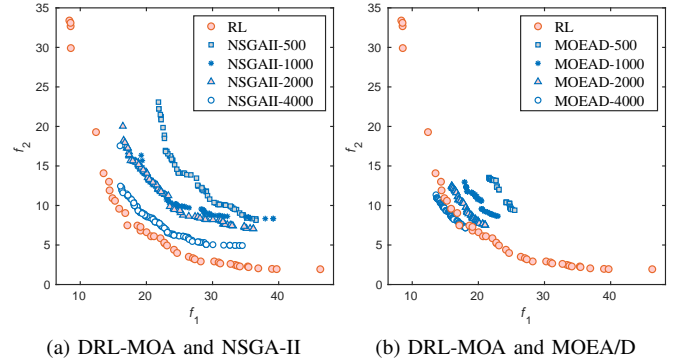 35
30
25
20
15
10
5
0
f2
10 20 30 40
f1
RL
NSGAII-500
NSGAII-1000
NSGAII-2000
NSGAII-4000
(a) DRL-MOA and NSGA-II
35
30
25
20
15
10
5
0
f2
10 20 30 40
f1
RL
MOEAD-500
MOEAD-1000
MOEAD-2000
MOEAD-4000
(b) DRL-MOA and MOEA/D